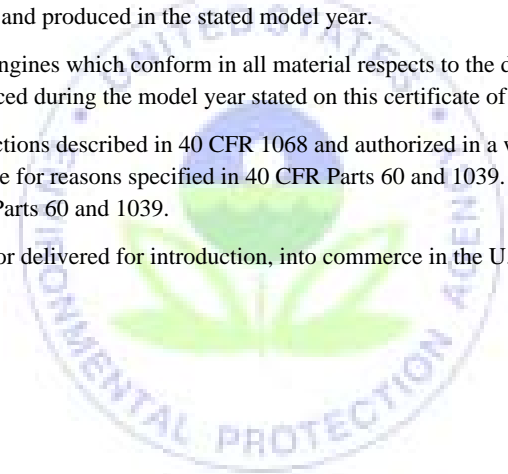 and produced in the stated model year.
ngines which conform in all material respects to the d
ced during the model year stated on this certificate of
ctions described in 40 CFR 1068 and authorized in a v
e for reasons specified in 40 CFR Parts 60 and 1039.
Parts 60 and 1039.
or delivered for introduction, into commerce in the U.
UNITED STATES
ENVIRONMENTAL PROTECTION AGENCY